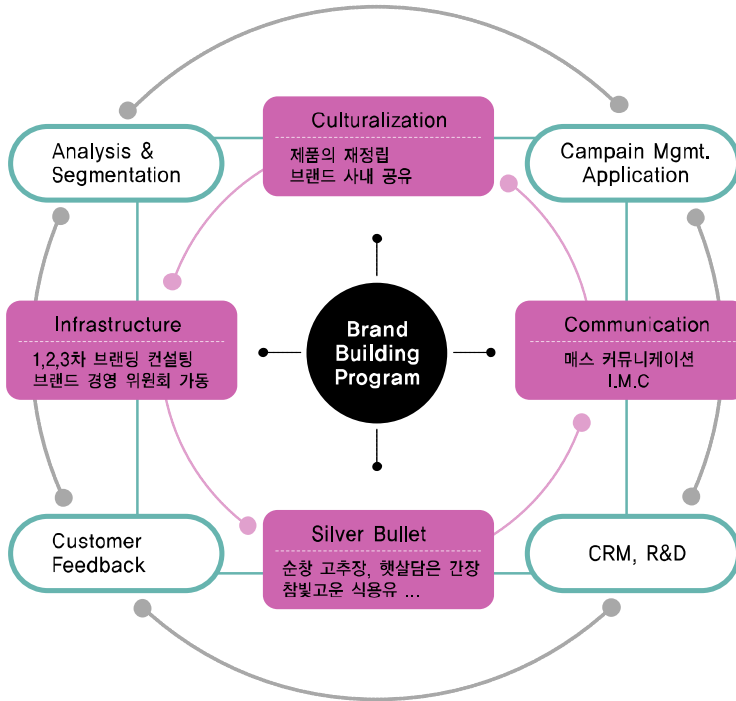 Culturalization
제품의 재정립
브랜드 사내 공유
Analysis &
Segmentation
Campain Mgmt.
Application
Infrastructure
1,2,3차 브랜딩 컨설팅
브랜드 경영 위원회 가동
Brand
Building
Program
Communication
매스 커뮤니케이션
I.M.C
Customer
Feedback
Silver Bullet
순창 고추장, 햇살담은 간장
참빛고운 식용유 ...
CRM, R&D